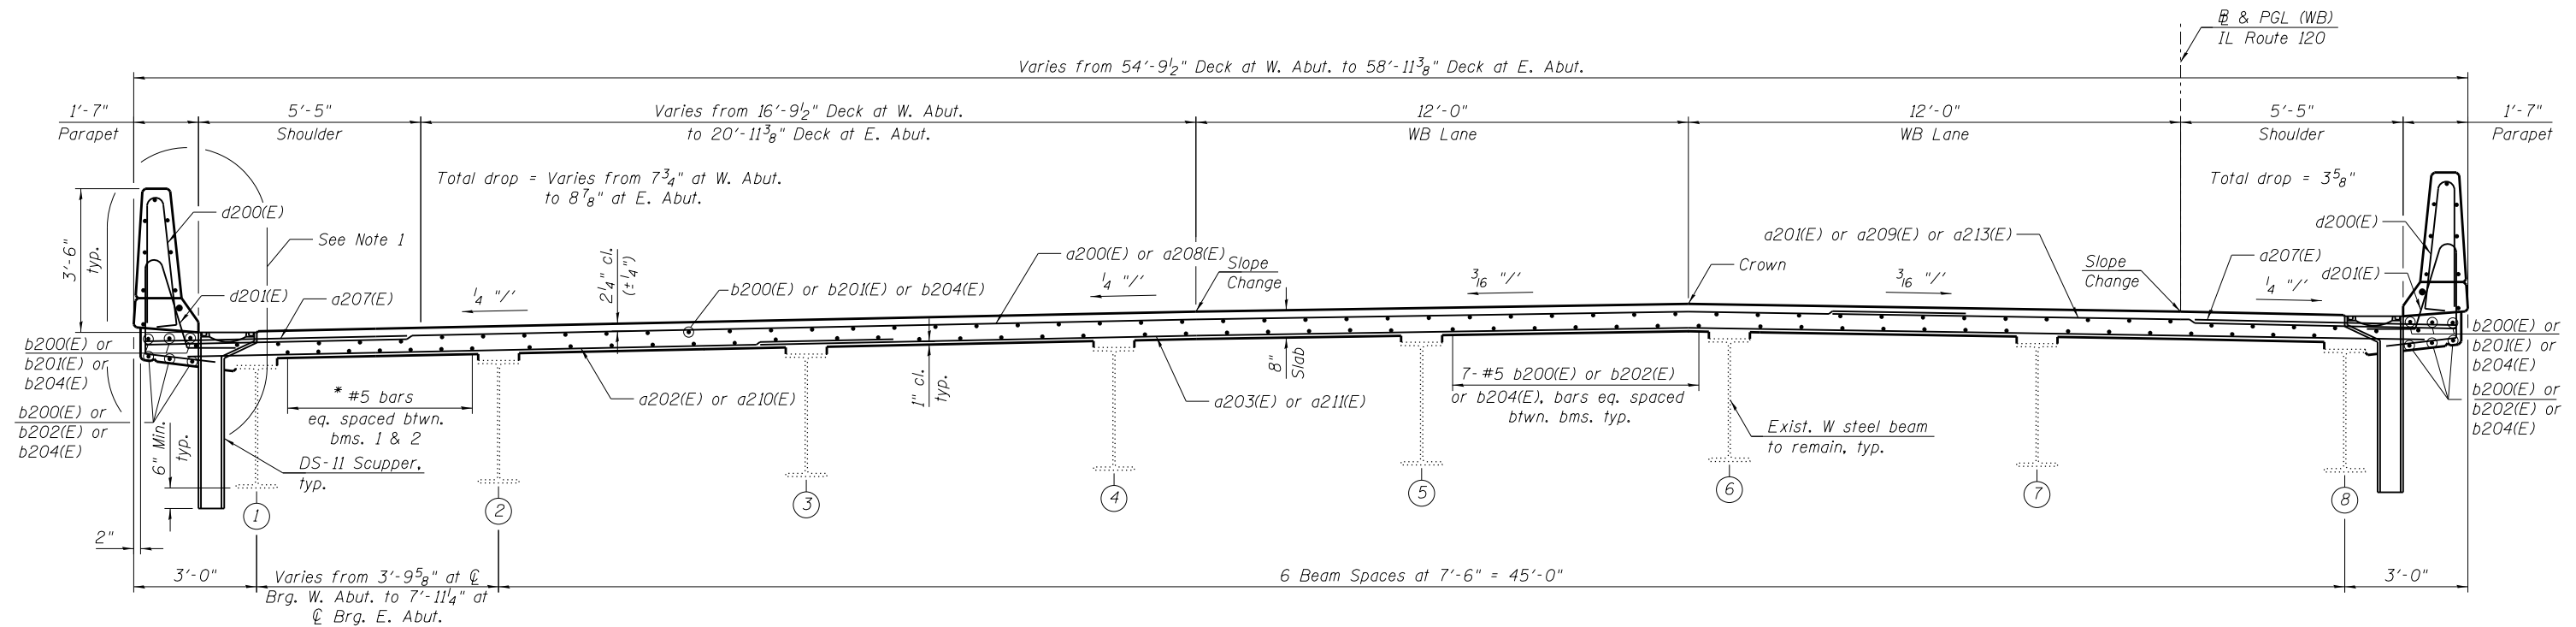 ℄ & PGL (WB)
IL Route 120
Varies from 54'-9½" Deck at W. Abut. to 58'-11⅜" Deck at E. Abut.
1'-7"
Parapet
5'-5"
Shoulder
Varies from 16'-9½" Deck at W. Abut.
to 20'-11⅜" Deck at E. Abut.
12'-0"
WB Lane
12'-0"
WB Lane
5'-5"
Shoulder
1'-7"
Parapet
Total drop = Varies from 7¾" at W. Abut.
to 8⅞" at E. Abut.
Total drop = 3⅝"
3'-6"
typ.
d200(E)
See Note 1
d201(E)
a207(E)
¼ "/'
2¼" cl.
(±¼")
b200(E) or b201(E) or b204(E)
a200(E) or a208(E)
¼ "/'
Slope
Change
3/16 "/'
Crown
a201(E) or a209(E) or a213(E)
3/16 "/'
Slope
Change
d200(E)
a207(E)
d201(E)
¼ "/'
b200(E) or
b201(E) or
b204(E)
b200(E) or
b202(E) or
b204(E)
6" Min.
typ.
* #5 bars
eq. spaced btwn.
bms. 1 & 2
DS-11 Scupper,
typ.
a202(E) or a210(E)
1" cl.
typ.
a203(E) or a211(E)
8"
Slab
7-#5 b200(E) or b202(E)
or b204(E), bars eq. spaced
btwn. bms. typ.
Exist. W steel beam
to remain, typ.
b200(E) or
b201(E) or
b204(E)
b200(E) or
b202(E) or
b204(E)
1
2
3
4
5
6
7
8
2"
3'-0"
Varies from 3'-9⅝" at ℄
Brg. W. Abut. to 7'-11¼" at
℄ Brg. E. Abut.
6 Beam Spaces at 7'-6" = 45'-0"
3'-0"